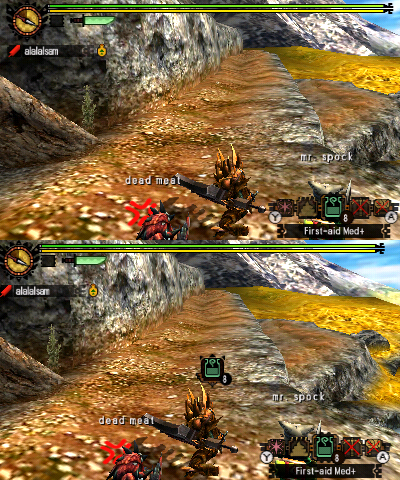 alalalsam
mr. spock
dead meat
8
Y
A
First-aid Med+
alalalsam
8
mr. spock
dead meat
8
Y
A
First-aid Med+